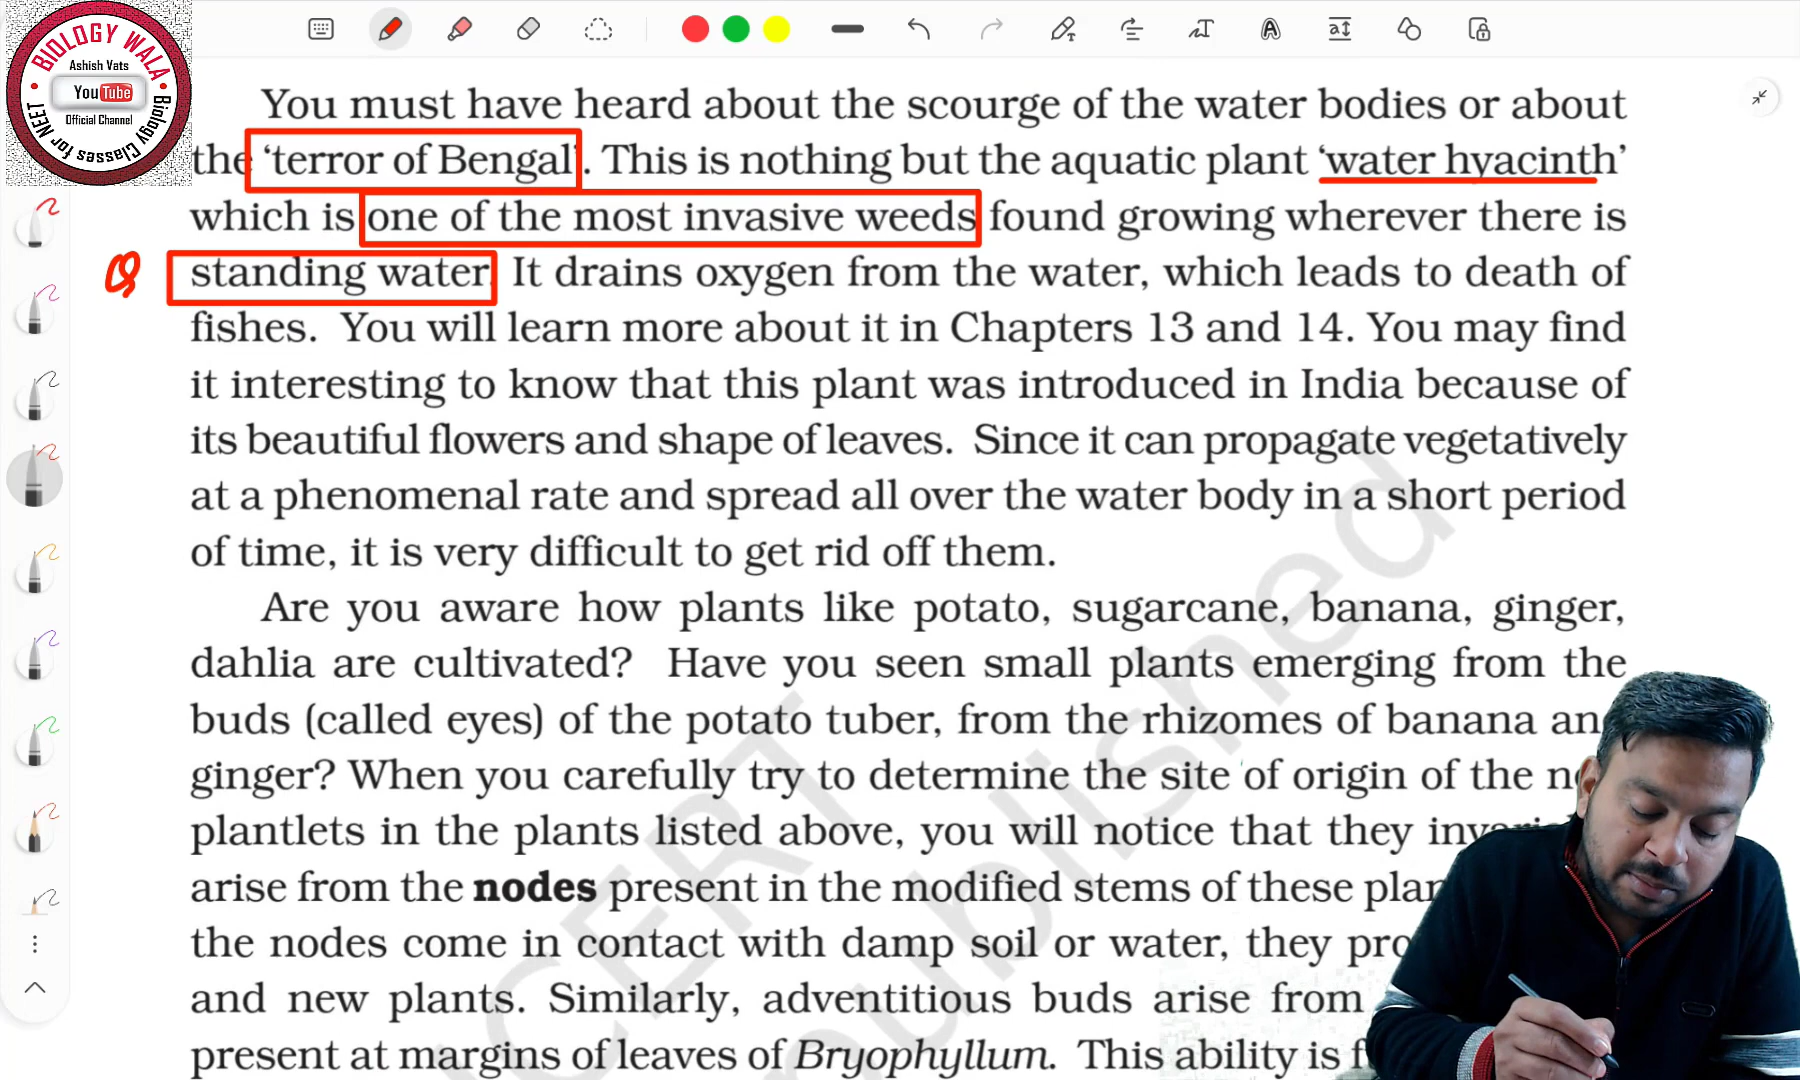 BIOLOGY WALA
Ashish Vats
YouTube
Official Channel
Biology Classes for NEET
You must have heard about the scourge of the water bodies or about
the ‘terror of Bengal’. This is nothing but the aquatic plant ‘water hyacinth’
which is one of the most invasive weeds found growing wherever there is
Q standing water. It drains oxygen from the water, which leads to death of
fishes. You will learn more about it in Chapters 13 and 14. You may find
it interesting to know that this plant was introduced in India because of
its beautiful flowers and shape of leaves. Since it can propagate vegetatively
at a phenomenal rate and spread all over the water body in a short period
of time, it is very difficult to get rid off them.
Are you aware how plants like potato, sugarcane, banana, ginger,
dahlia are cultivated? Have you seen small plants emerging from the
buds (called eyes) of the potato tuber, from the rhizomes of banana an
ginger? When you carefully try to determine the site of origin of the
plantlets in the plants listed above, you will notice that they
arise from the nodes present in the modified stems of these
the nodes come in contact with damp soil or water, they
and new plants. Similarly, adventitious buds arise from
present at margins of leaves of Bryophyllum. This ability is